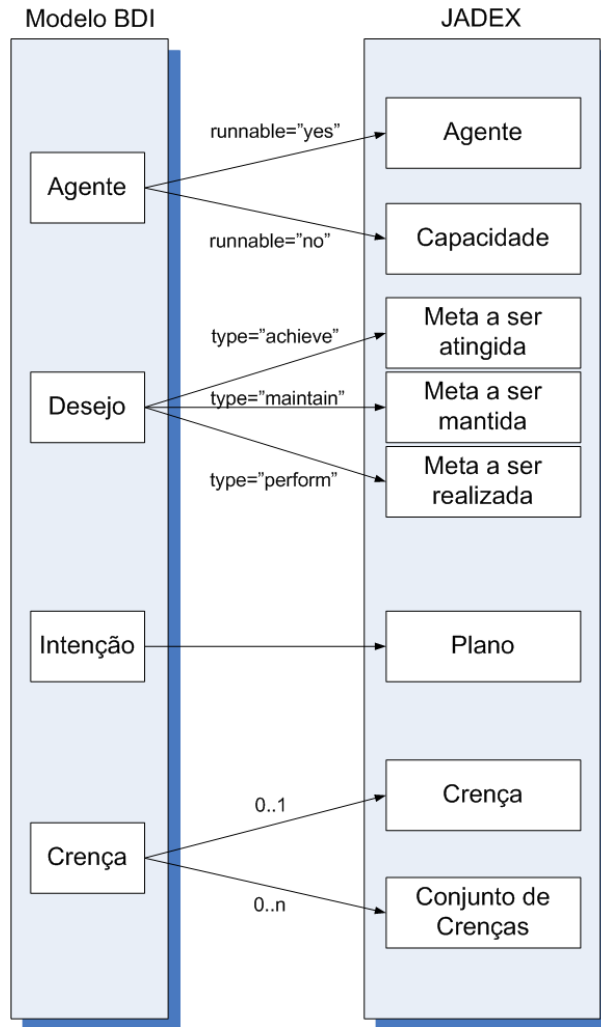 Modelo BDI
JADEX
Agente
runnable=”yes”
Agente
runnable=”no”
Capacidade
Desejo
type=”achieve”
Meta a ser
atingida
type=”maintain”
Meta a ser
mantida
type=”perform”
Meta a ser
realizada
Intenção
Plano
Crença
0..1
Crença
0..n
Conjunto de
Crenças